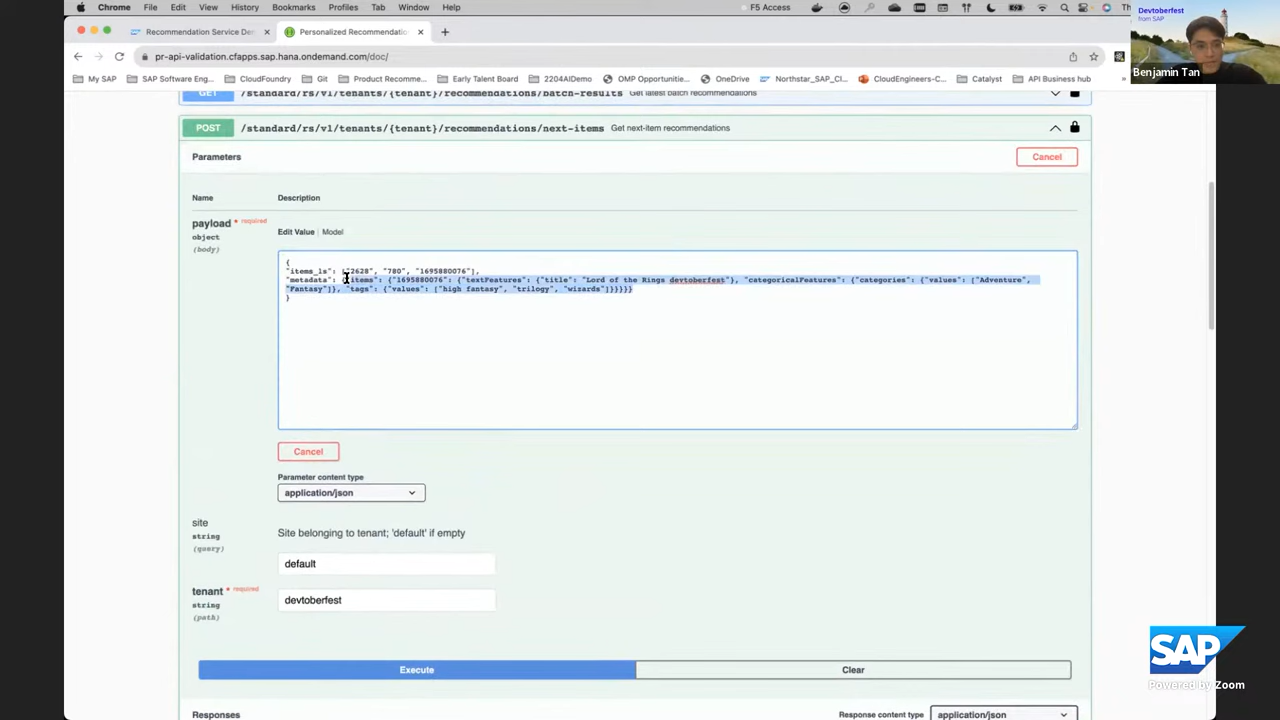 Chrome File Edit View History Bookmarks Profiles Tab Window Help
F5 Access
Devtoberfest
from SAP
Benjamin Tan
Personalized Recommendatio
pr-api-validation.cfapps.sap.hana.ondemand.com/doc/
My SAP SAP Software Eng... CloudFoundry Git Product Recomme... Early Talent Board 2204AIDemo OMP Opportunitie... OneDrive Northstar_SAP_Cl... CloudEngineers-C... Catalyst API Business hub
GET /standard/rs/v1/tenants/{tenant}/recommendations/batch-results Get latest batch recommendations
POST /standard/rs/v1/tenants/{tenant}/recommendations/next-items Get next-item recommendations
Parameters
Cancel
Name Description
payload * required
object
(body)
Edit Value | Model
{
"items_ls": ["2628", "780", "1695880076"],
"metadata": {"items": {"1695880076": {"textFeatures": {"title": "Lord of the Rings devtoberfest"}, "categoricalFeatures": {"categories": {"values": ["Adventure",
"Fantasy"]}, "tags": {"values": ["high fantasy", "trilogy", "wizards"]}}}}}
}
Cancel
Parameter content type
application/json
site
string
(query)
Site belonging to tenant; 'default' if empty
default
tenant * required
string
(path)
devtoberfest
Execute Clear
Responses
Response content type application/json
SAP
Powered by Zoom